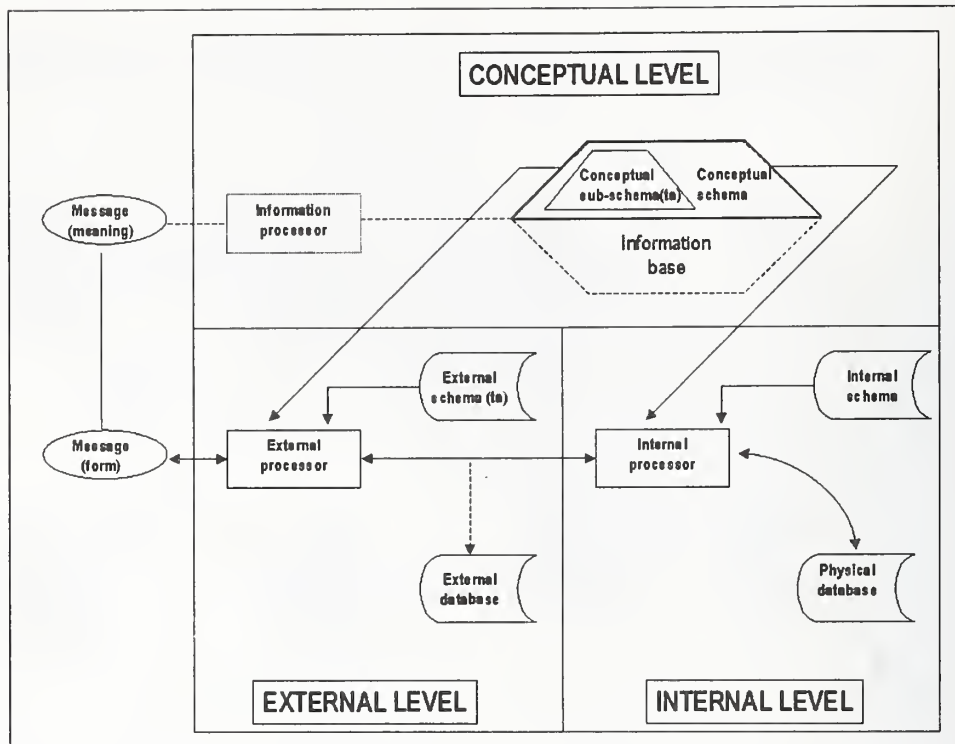 CONCEPTUAL LEVEL
Conceptual
sub-schema(ta)
Conceptual
schema
Message
(meaning)
Information
processor
Information
base
External
schema (ta)
Internal
schema
Message
(form)
External
processor
Internal
processor
External
database
Physical
database
EXTERNAL LEVEL
INTERNAL LEVEL